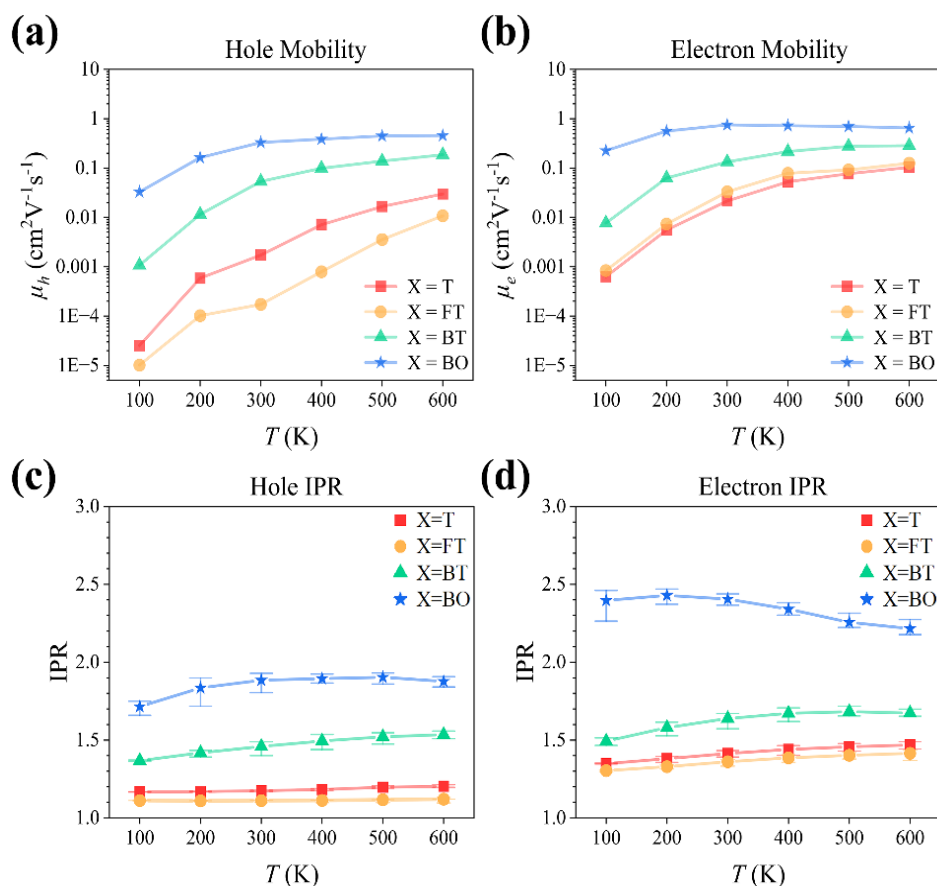 (a)
Hole Mobility
μh (cm²V⁻¹s⁻¹)
10
1
0.1
0.01
0.001
1E−4
1E−5
X = T
X = FT
X = BT
X = BO
100 200 300 400 500 600
T (K)
(b)
Electron Mobility
μe (cm²V⁻¹s⁻¹)
10
1
0.1
0.01
0.001
1E−4
1E−5
X = T
X = FT
X = BT
X = BO
100 200 300 400 500 600
T (K)
(c)
Hole IPR
IPR
3.0
2.5
2.0
1.5
1.0
X=T
X=FT
X=BT
X=BO
100 200 300 400 500 600
T (K)
(d)
Electron IPR
IPR
3.0
2.5
2.0
1.5
1.0
X=T
X=FT
X=BT
X=BO
100 200 300 400 500 600
T (K)